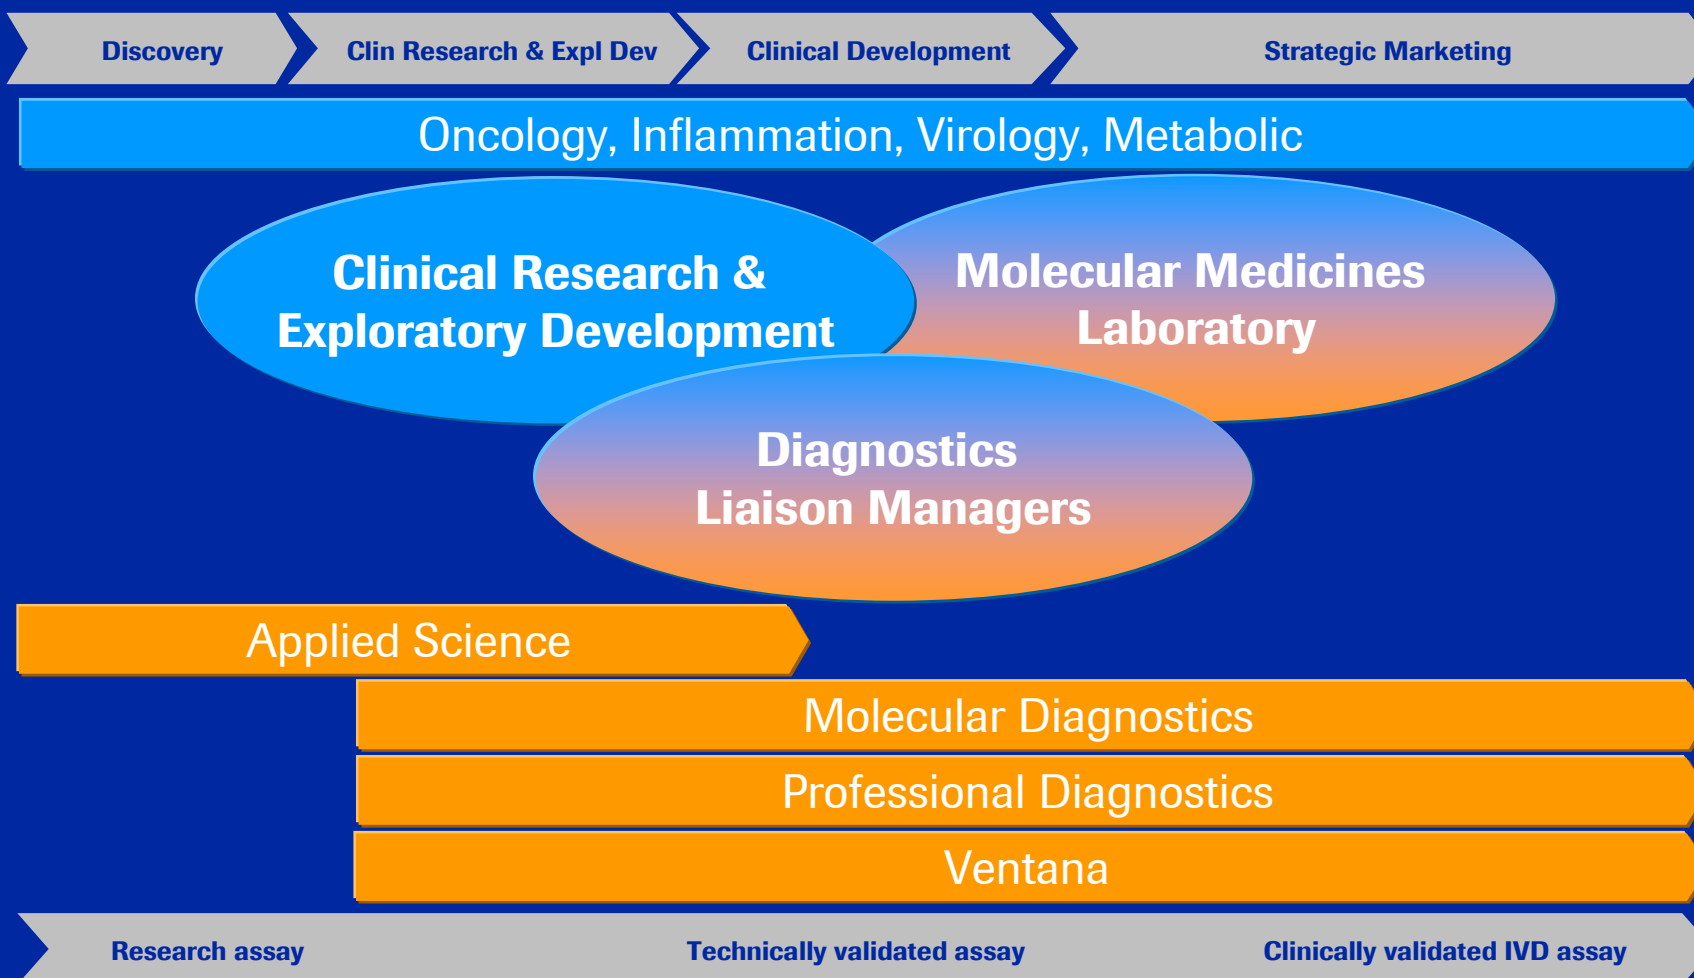 Discovery
Clin Research & Expl Dev
Clinical Development
Strategic Marketing
Oncology, Inflammation, Virology, Metabolic
Clinical Research &
Exploratory Development
Molecular Medicines
Laboratory
Diagnostics
Liaison Managers
Applied Science
Molecular Diagnostics
Professional Diagnostics
Ventana
Research assay
Technically validated assay
Clinically validated IVD assay